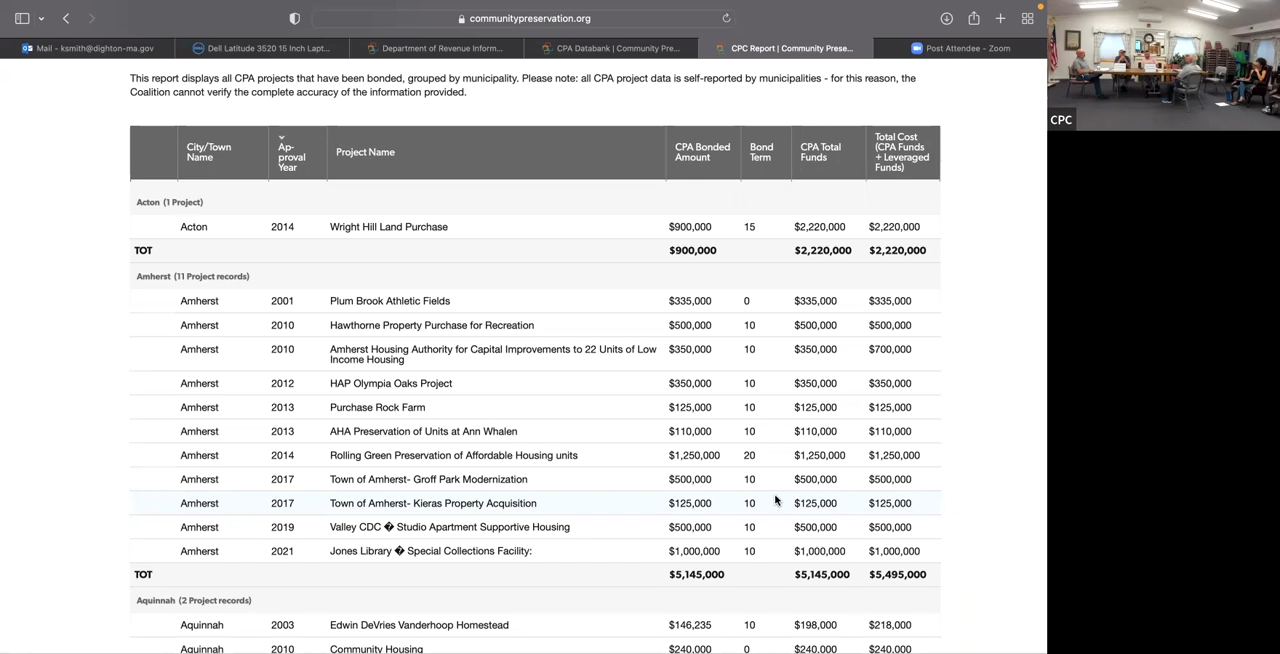 communitypreservation.org
Mail - ksmith@dighton-ma.gov
Dell Latitude 3520 15 Inch Lapt...
Department of Revenue Inform...
CPA Databank | Community Pre...
CPC Report | Community Prese...
Post Attendee - Zoom
CPC
This report displays all CPA projects that have been bonded, grouped by municipality. Please note: all CPA project data is self-reported by municipalities - for this reason, the
Coalition cannot verify the complete accuracy of the information provided.
City/Town Name Ap-proval Year Project Name CPA Bonded Amount Bond Term CPA Total Funds Total Cost (CPA Funds + Leveraged Funds)
Acton (1 Project)
Acton 2014 Wright Hill Land Purchase $900,000 15 $2,220,000 $2,220,000
TOT $900,000 $2,220,000 $2,220,000
Amherst (11 Project records)
Amherst 2001 Plum Brook Athletic Fields $335,000 0 $335,000 $335,000
Amherst 2010 Hawthorne Property Purchase for Recreation $500,000 10 $500,000 $500,000
Amherst 2010 Amherst Housing Authority for Capital Improvements to 22 Units of Low $350,000 10 $350,000 $700,000
Income Housing
Amherst 2012 HAP Olympia Oaks Project $350,000 10 $350,000 $350,000
Amherst 2013 Purchase Rock Farm $125,000 10 $125,000 $125,000
Amherst 2013 AHA Preservation of Units at Ann Whalen $110,000 10 $110,000 $110,000
Amherst 2014 Rolling Green Preservation of Affordable Housing units $1,250,000 20 $1,250,000 $1,250,000
Amherst 2017 Town of Amherst- Groff Park Modernization $500,000 10 $500,000 $500,000
Amherst 2017 Town of Amherst- Kieras Property Acquisition $125,000 10 $125,000 $125,000
Amherst 2019 Valley CDC � Studio Apartment Supportive Housing $500,000 10 $500,000 $500,000
Amherst 2021 Jones Library � Special Collections Facility: $1,000,000 10 $1,000,000 $1,000,000
TOT $5,145,000 $5,145,000 $5,495,000
Aquinnah (2 Project records)
Aquinnah 2003 Edwin DeVries Vanderhoop Homestead $146,235 10 $198,000 $218,000
Aquinnah 2010 Community Housing $240,000 0 $240,000 $240,000